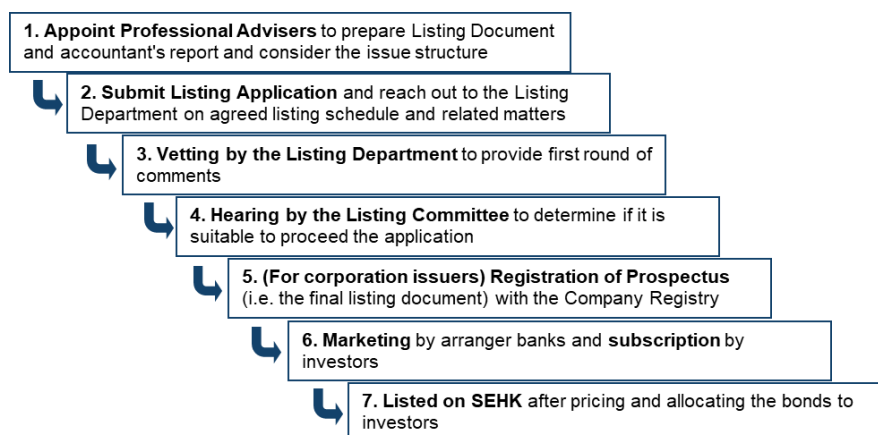 1. Appoint Professional Advisers to prepare Listing Document
and accountant's report and consider the issue structure
2. Submit Listing Application and reach out to the Listing
Department on agreed listing schedule and related matters
3. Vetting by the Listing Department to provide first round of
comments
4. Hearing by the Listing Committee to determine if it is
suitable to proceed the application
5. (For corporation issuers) Registration of Prospectus
(i.e. the final listing document) with the Company Registry
6. Marketing by arranger banks and subscription by
investors
7. Listed on SEHK after pricing and allocating the bonds to
investors